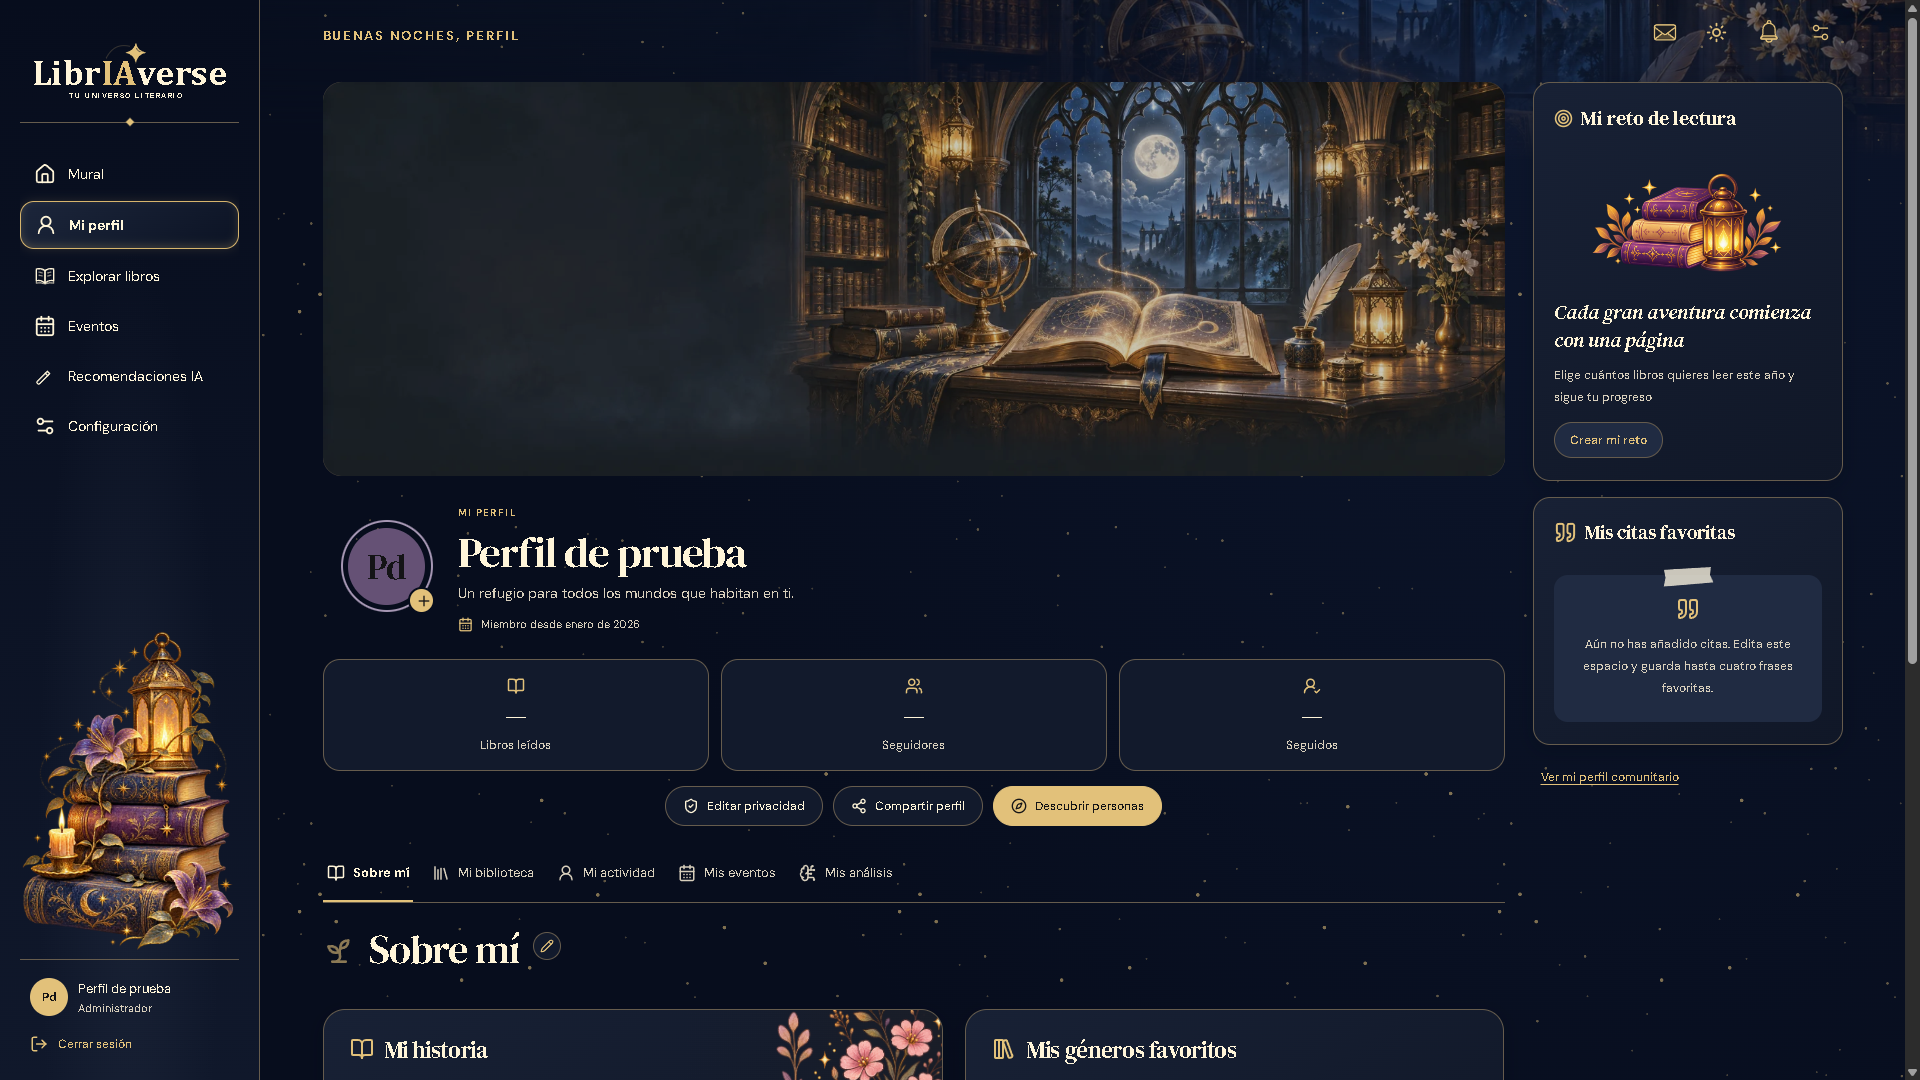 LibrIAverse
TU UNIVERSO LITERARIO
Mural
Mi perfil
Explorar libros
Eventos
Recomendaciones IA
Configuración
Pd
Perfil de prueba
Administrador
Cerrar sesión
BUENAS NOCHES, PERFIL
MI PERFIL
Pd
Perfil de prueba
Un refugio para todos los mundos que habitan en ti.
Miembro desde enero de 2026
—
Libros leídos
—
Seguidores
—
Seguidos
Editar privacidad
Compartir perfil
Descubrir personas
Sobre mí
Mi biblioteca
Mi actividad
Mis eventos
Mis análisis
Sobre mí
Mi historia
Mis géneros favoritos
Mi reto de lectura
Cada gran aventura comienza
con una página
Elige cuántos libros quieres leer este año y
sigue tu progreso
Crear mi reto
Mis citas favoritas
Aún no has añadido citas. Edita este
espacio y guarda hasta cuatro frases
favoritas.
Ver mi perfil comunitario